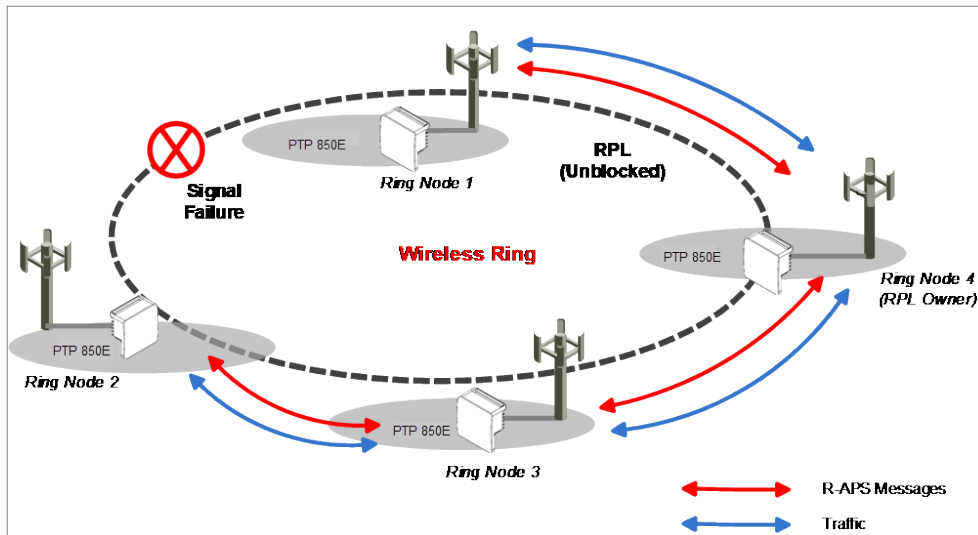 PTP 850E
Ring Node 1
RPL
(Unblocked)
Signal
Failure
Wireless Ring
PTP 850E
Ring Node 4
(RPL Owner)
PTP 850E
Ring Node 2
PTP 850E
Ring Node 3
R-APS Messages
Traffic